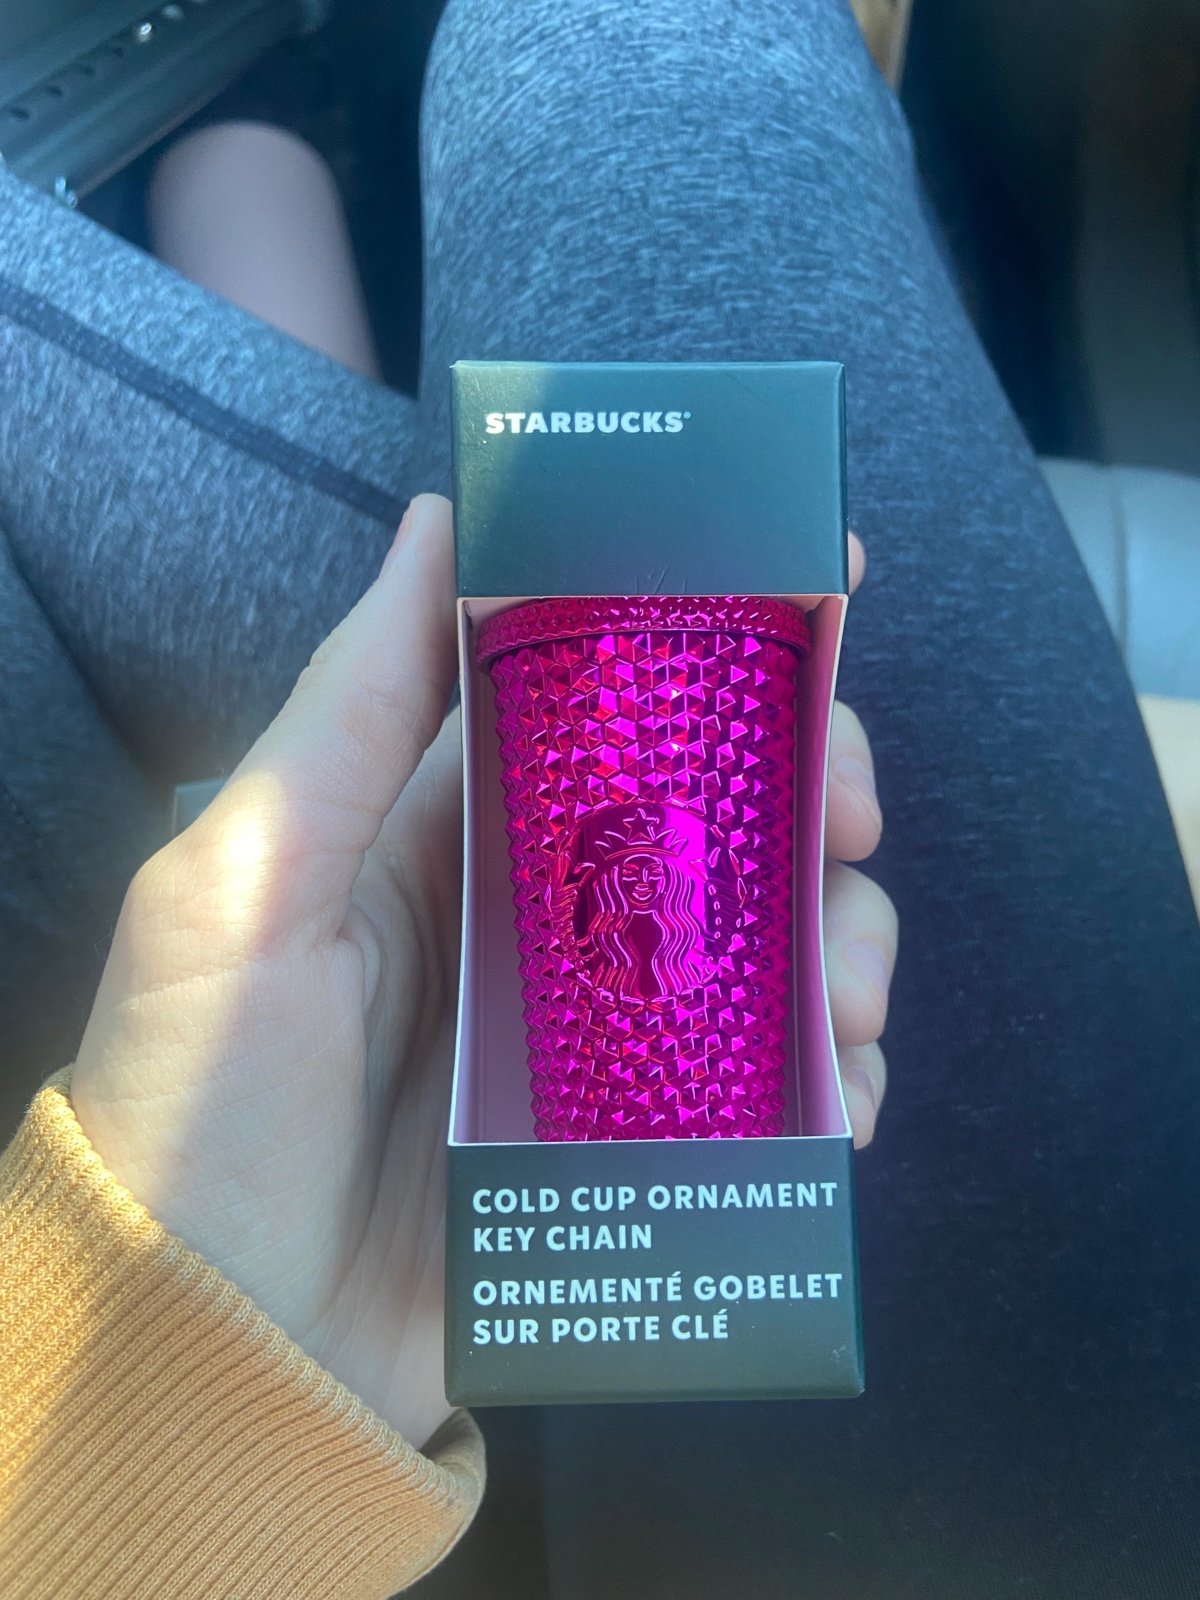 STARBUCKS®
COLD CUP ORNAMENT
KEY CHAIN
ORNEMENTÉ GOBELET
SUR PORTE CLÉ